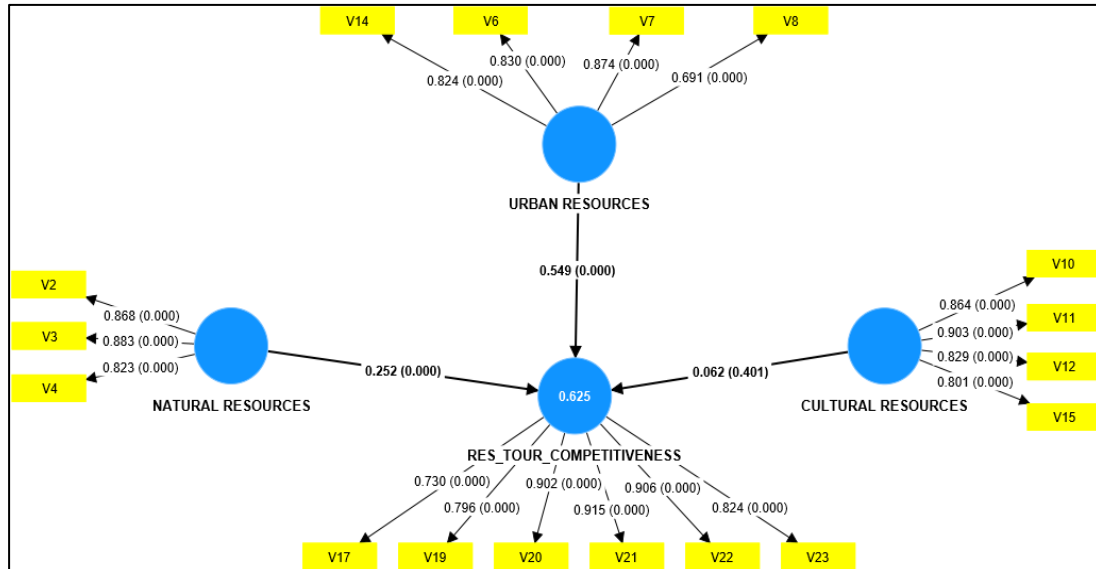 V14
V6
V7
V8
0.824 (0.000)
0.830 (0.000)
0.874 (0.000)
0.691 (0.000)
URBAN RESOURCES
0.549 (0.000)
V2
V3
V4
0.868 (0.000)
0.883 (0.000)
0.823 (0.000)
NATURAL RESOURCES
0.252 (0.000)
V10
V11
V12
V15
0.864 (0.000)
0.903 (0.000)
0.829 (0.000)
0.801 (0.000)
CULTURAL RESOURCES
0.062 (0.401)
0.625
RES_TOUR_COMPETITIVENESS
0.730 (0.000)
0.796 (0.000)
0.902 (0.000)
0.915 (0.000)
0.906 (0.000)
0.824 (0.000)
V17
V19
V20
V21
V22
V23